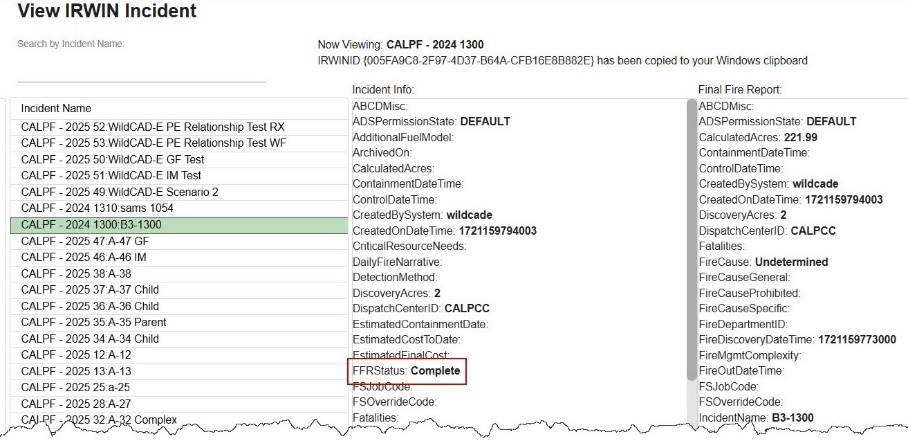 View IRWIN Incident
Search by Incident Name:
Now Viewing: CALPF - 2024 1300
IRWINID {005FA9C8-2F97-4D37-B64A-CFB16E8B882E} has been copied to your Windows clipboard
Incident Name
CALPF - 2025 52:WildCAD-E PE Relationship Test RX
CALPF - 2025 53:WildCAD-E PE Relationship Test WF
CALPF - 2025 50:WildCAD-E GF Test
CALPF - 2025 51:WildCAD-E IM Test
CALPF - 2025 49:WildCAD-E Scenario 2
CALPF - 2024 1310:sams 1054
CALPF - 2024 1300:B3-1300
CALPF - 2025 47:A-47 GF
CALPF - 2025 46:A-46 IM
CALPF - 2025 38:A-38
CALPF - 2025 37:A-37 Child
CALPF - 2025 36:A-36 Child
CALPF - 2025 35:A-35 Parent
CALPF - 2025 34:A-34 Child
CALPF - 2025 12:A-12
CALPF - 2025 13:A-13
CALPF - 2025 25:a-25
CALPF - 2025 28:A-27
CALPF - 2025 32:A-32 Complex
Incident Info:
ABCDMisc:
ADSPermissionState: DEFAULT
AdditionalFuelModel:
ArchivedOn:
CalculatedAcres:
ContainmentDateTime:
ControlDateTime:
CreatedBySystem: wildcade
CreatedOnDateTime: 1721159794003
CriticalResourceNeeds:
DailyFireNarrative:
DetectionMethod:
DiscoveryAcres: 2
DispatchCenterID: CALPCC
EstimatedContainmentDate:
EstimatedCostToDate:
EstimatedFinalCost:
FFRStatus: Complete
FSJobCode:
FSOverrideCode:
Fatalities:
Final Fire Report:
ABCDMisc:
ADSPermissionState: DEFAULT
CalculatedAcres: 221.99
ContainmentDateTime:
ControlDateTime:
CreatedBySystem: wildcade
CreatedOnDateTime: 1721159794003
DiscoveryAcres: 2
DispatchCenterID: CALPCC
Fatalities:
FireCause: Undetermined
FireCauseGeneral:
FireCauseProhibited:
FireCauseSpecific:
FireDepartmentID:
FireDiscoveryDateTime: 1721159773000
FireMgmtComplexity:
FireOutDateTime:
FSJobCode:
FSOverrideCode:
IncidentName: B3-1300